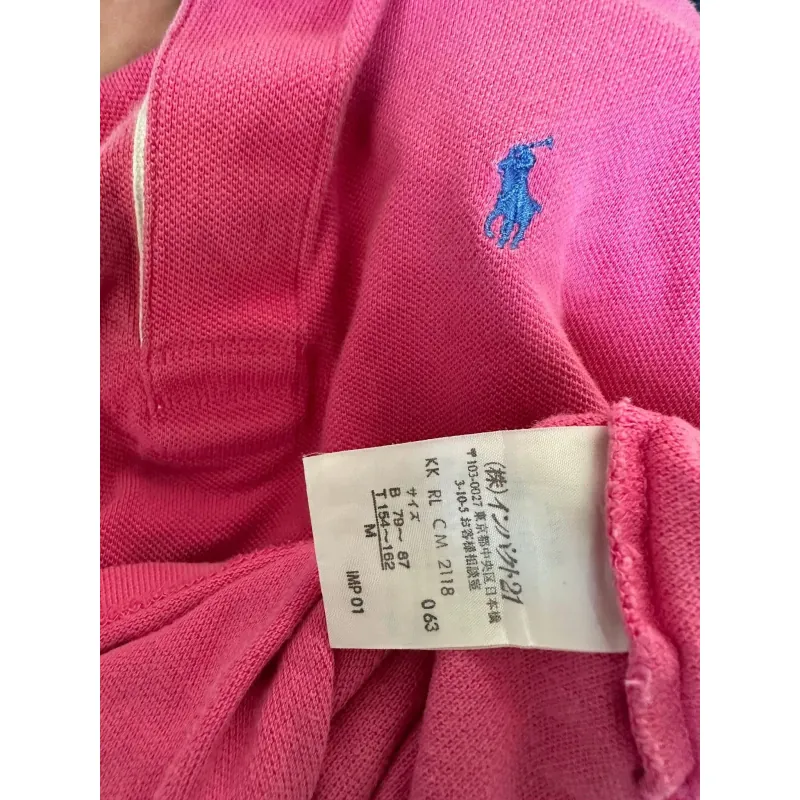 (株)インパクト21
〒103-0027 東京都中央区日本橋
3-10-5 お客様相談室
KK RL CM 2118 063
サイズ
B 79～ 87
T 154～162
M
IMP 01